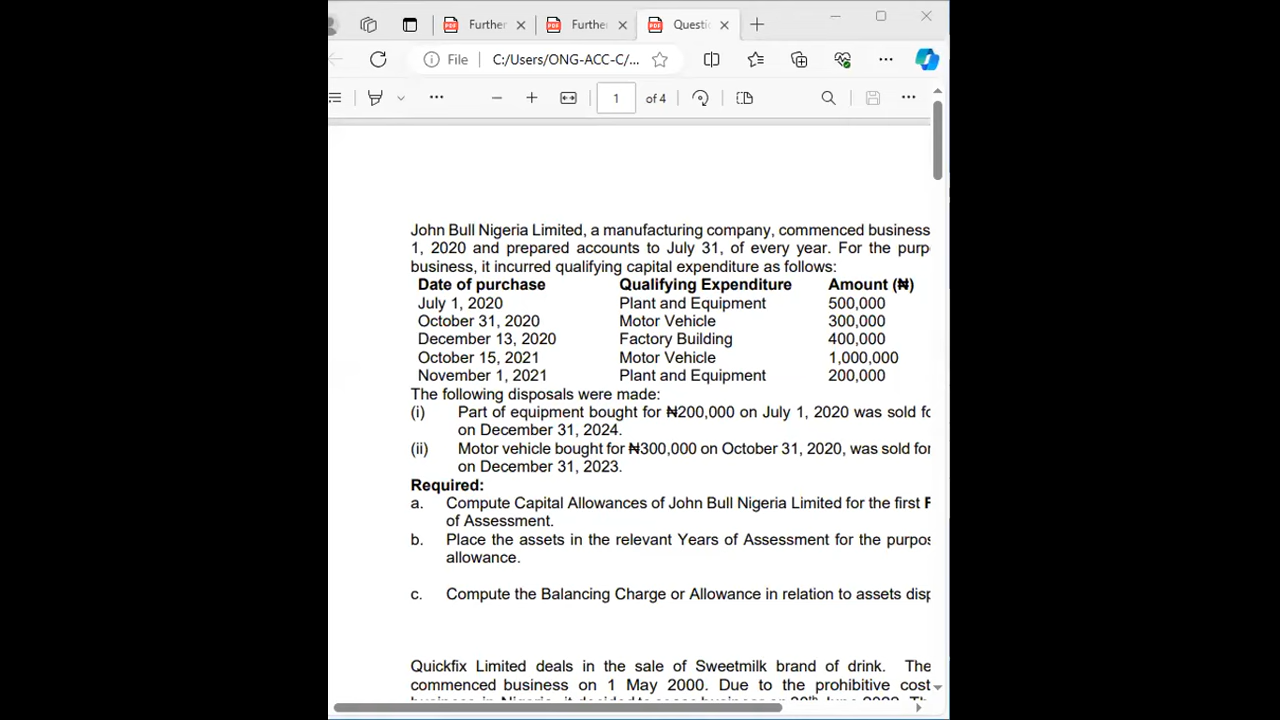 Further
Further
Questi
File
C:/Users/ONG-ACC-C/...
1
of 4
John Bull Nigeria Limited, a manufacturing company, commenced business
1, 2020 and prepared accounts to July 31, of every year. For the purp
business, it incurred qualifying capital expenditure as follows:
Date of purchase Qualifying Expenditure Amount (₦)
July 1, 2020 Plant and Equipment 500,000
October 31, 2020 Motor Vehicle 300,000
December 13, 2020 Factory Building 400,000
October 15, 2021 Motor Vehicle 1,000,000
November 1, 2021 Plant and Equipment 200,000
The following disposals were made:
(i) Part of equipment bought for ₦200,000 on July 1, 2020 was sold fo
on December 31, 2024.
(ii) Motor vehicle bought for ₦300,000 on October 31, 2020, was sold for
on December 31, 2023.
Required:
a. Compute Capital Allowances of John Bull Nigeria Limited for the first F
of Assessment.
b. Place the assets in the relevant Years of Assessment for the purpos
allowance.
c. Compute the Balancing Charge or Allowance in relation to assets disp
Quickfix Limited deals in the sale of Sweetmilk brand of drink. The
commenced business on 1 May 2000. Due to the prohibitive cost